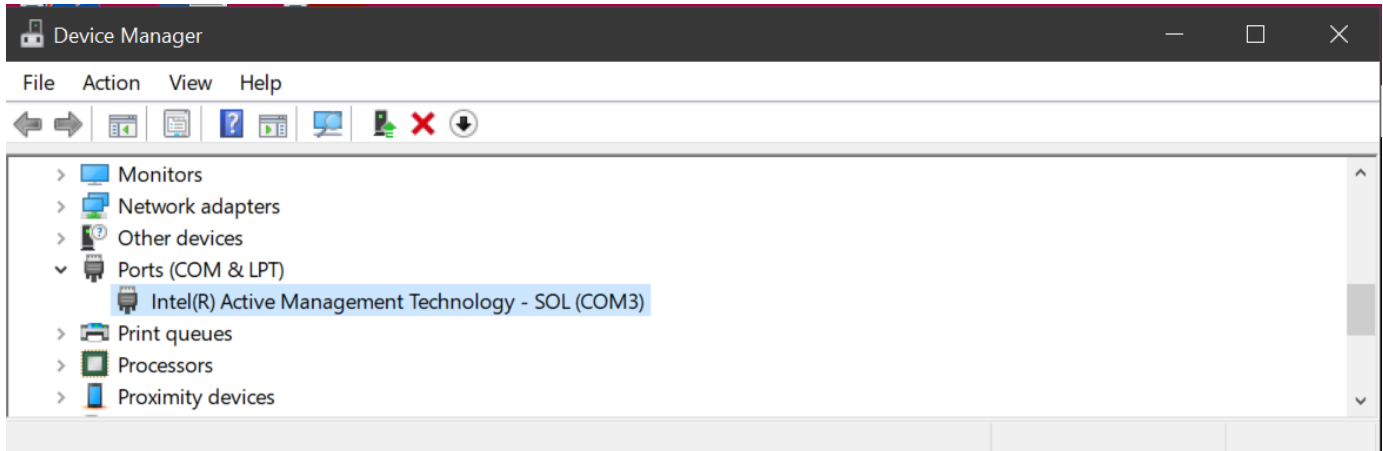 Device Manager
File Action View Help
Monitors
Network adapters
Other devices
Ports (COM & LPT)
Intel(R) Active Management Technology - SOL (COM3)
Print queues
Processors
Proximity devices